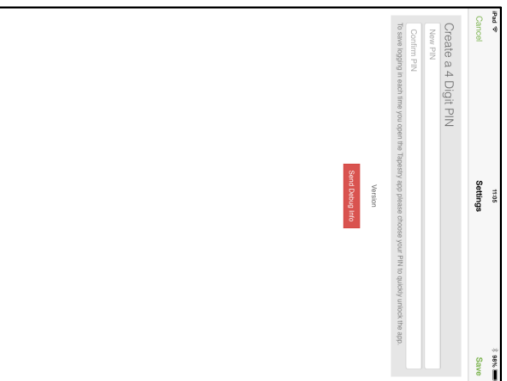 iPad 11:05 98%
Cancel Settings Save
Create a 4 Digit PIN
New PIN
Confirm PIN
To save logging in each time you open the Tapestry app please choose your PIN to quickly unlock the app.
Version
Send Debug Info